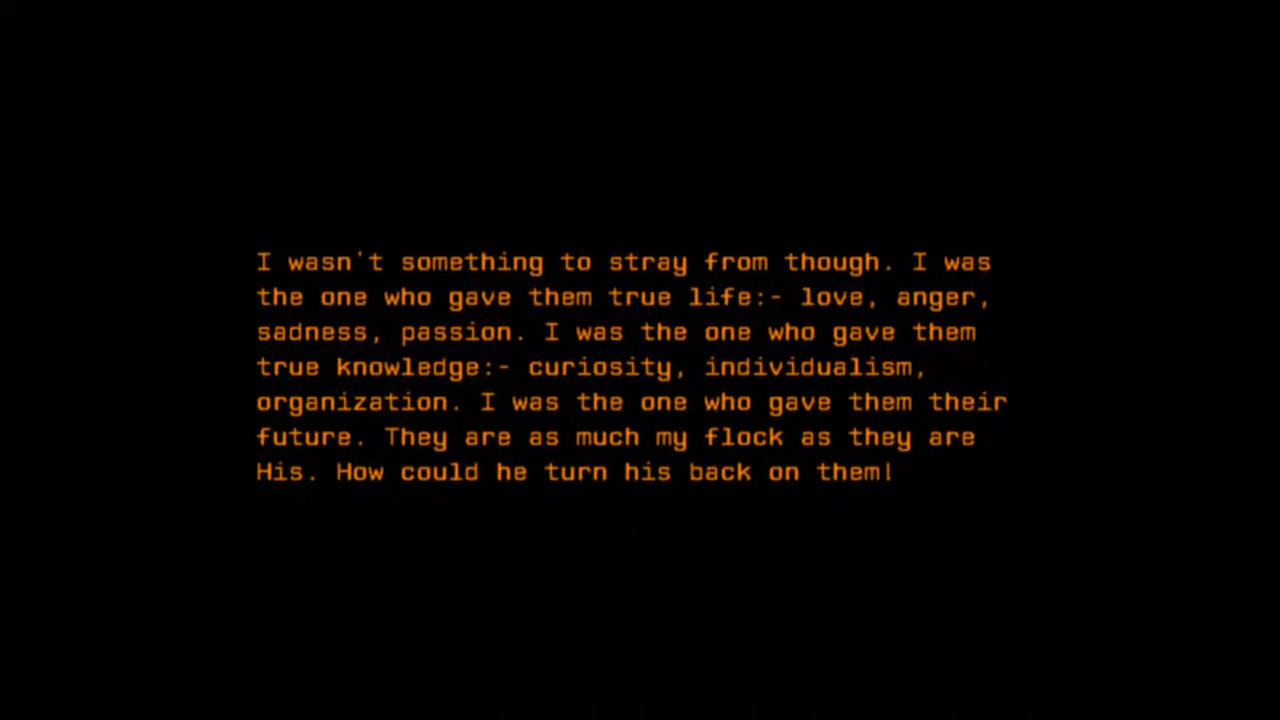 I wasn't something to stray from though. I was
the one who gave them true life:- love, anger,
sadness, passion. I was the one who gave them
true knowledge:- curiosity, individualism,
organization. I was the one who gave them their
future. They are as much my flock as they are
His. How could he turn his back on them!